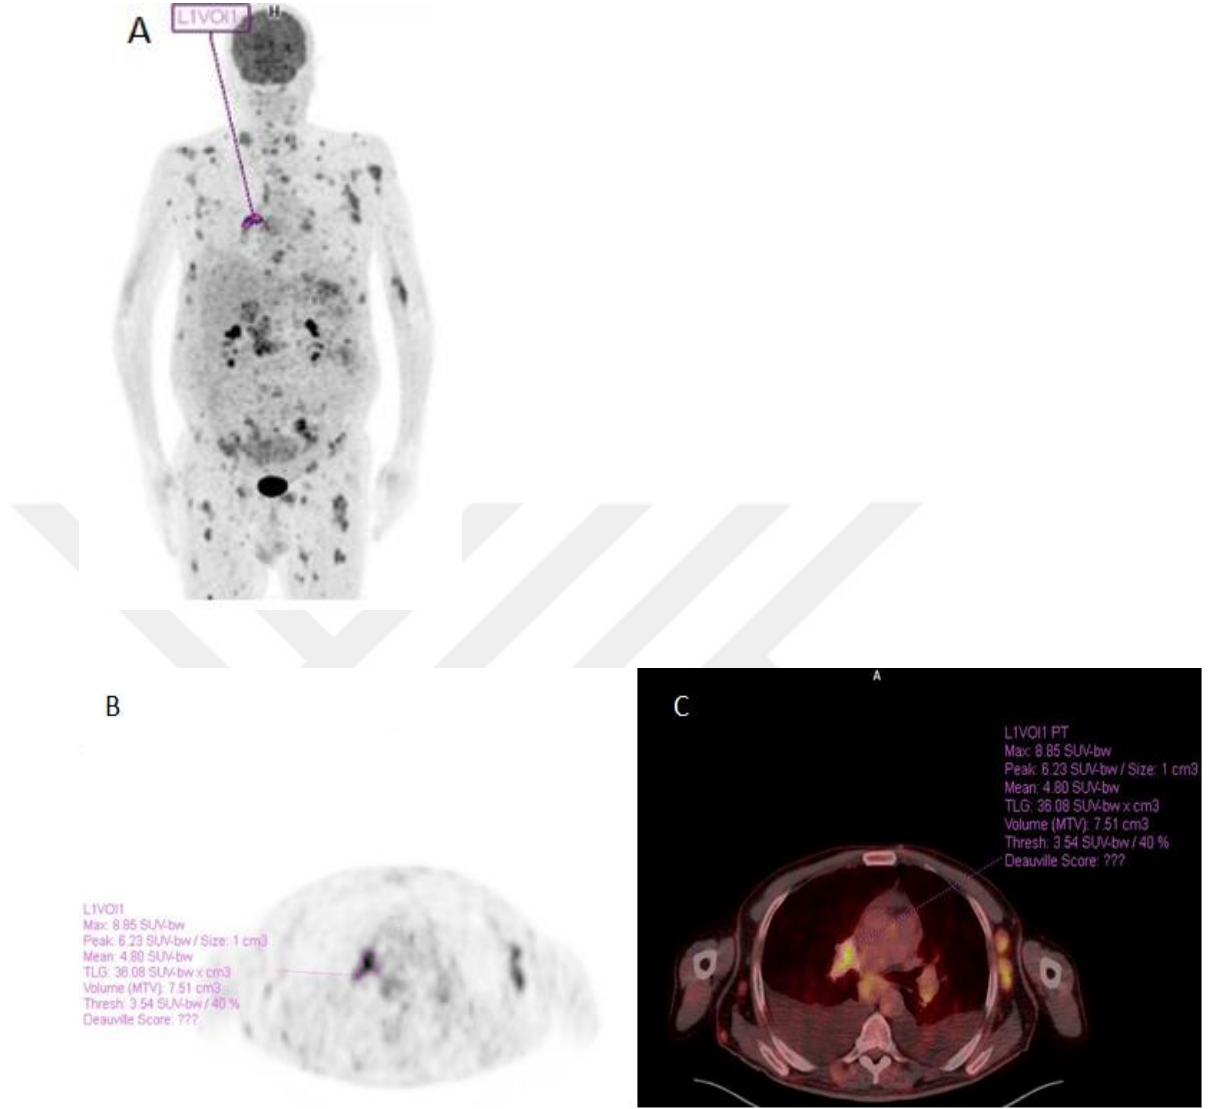 A
L1VOI1
H
B
L1VOI1
Max: 8.85 SUV-bw
Peak: 6.23 SUV-bw / Size: 1 cm3
Mean: 4.80 SUV-bw
TLG: 36.08 SUV-bw x cm3
Volume (MTV): 7.51 cm3
Thresh: 3.54 SUV-bw / 40 %
Deauville Score: ???
A
C
L1VOI1 PT
Max: 8.85 SUV-bw
Peak: 6.23 SUV-bw / Size: 1 cm3
Mean: 4.80 SUV-bw
TLG: 36.08 SUV-bw x cm3
Volume (MTV): 7.51 cm3
Thresh: 3.54 SUV-bw / 40 %
Deauville Score: ???